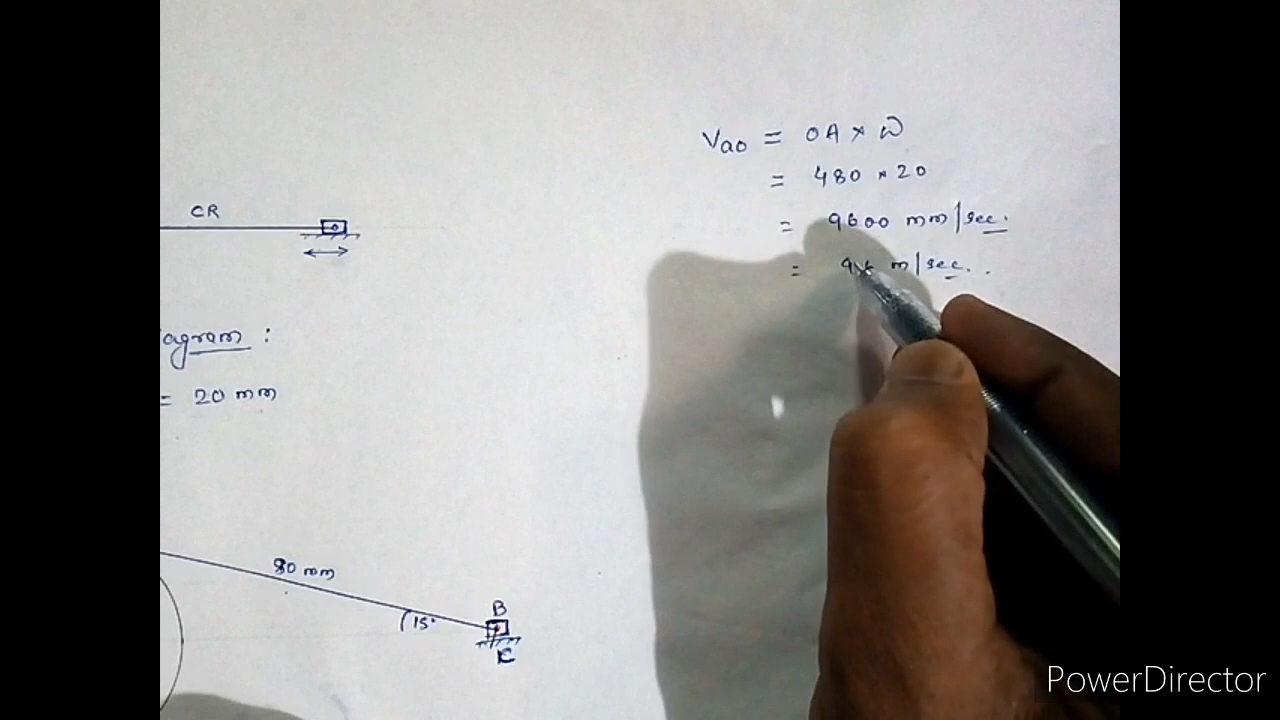 Vao = OA × ω
= 480 × 20
= 9600 mm/sec.
CR
= m/sec.
agram :
= 20 mm
80 mm
B
15°
C
PowerDirector